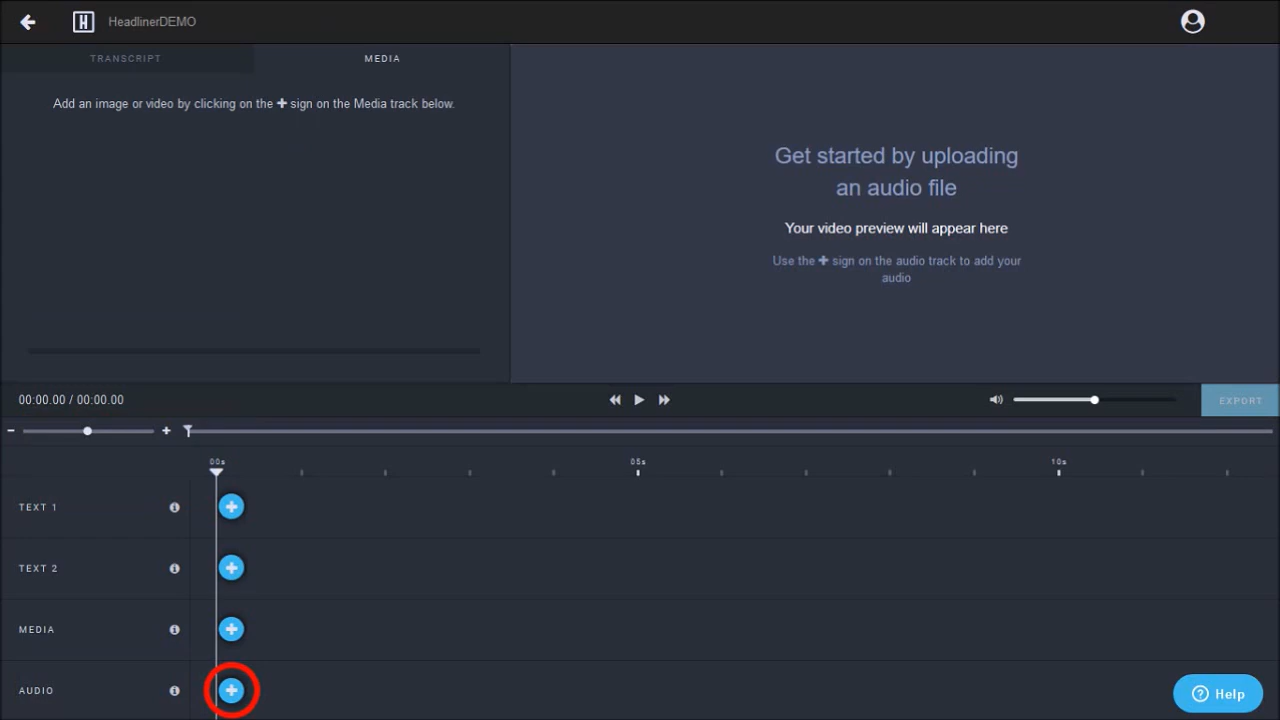 H HeadlinerDEMO
TRANSCRIPT MEDIA
Add an image or video by clicking on the + sign on the Media track below.
Get started by uploading
an audio file
Your video preview will appear here
Use the + sign on the audio track to add your
audio
00:00.00 / 00:00.00
EXPORT
00s 05s 10s
TEXT 1
TEXT 2
MEDIA
AUDIO
Help